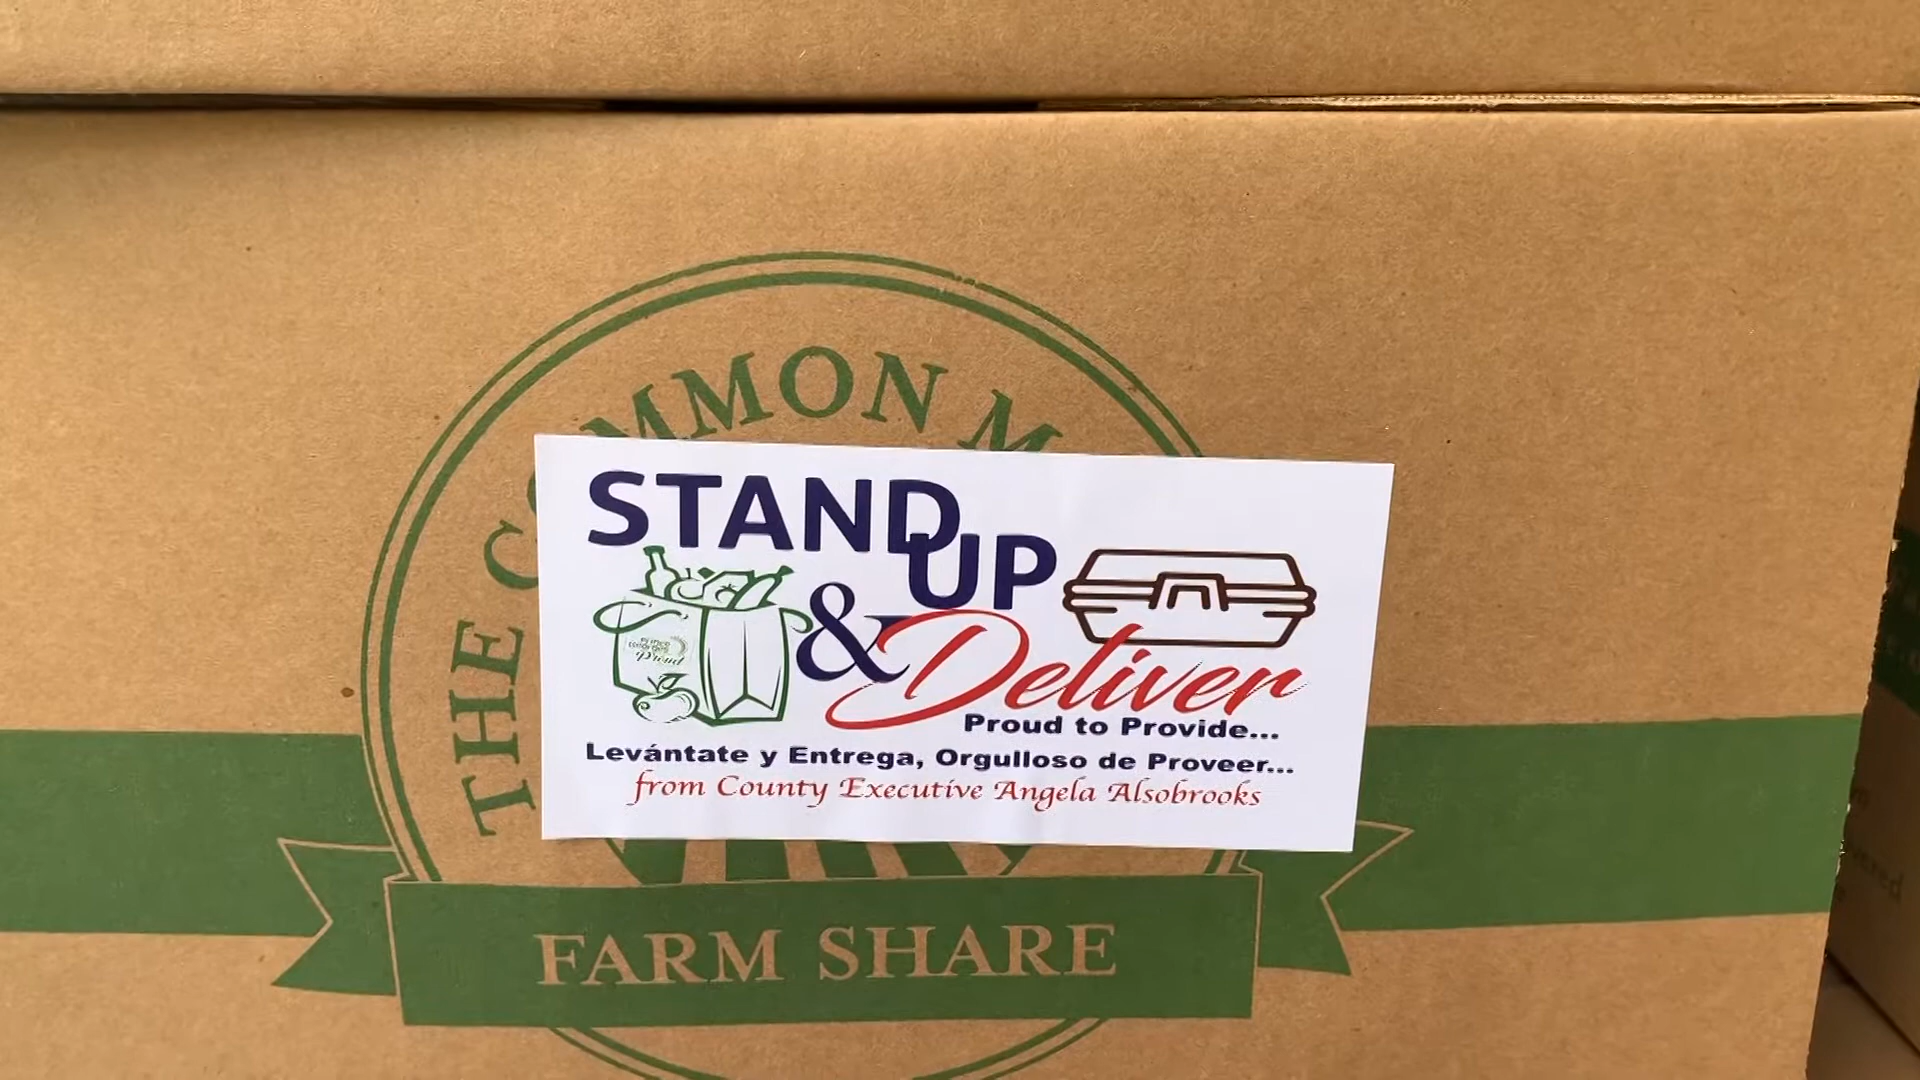 THE COMMON M
STAND
UP
& Deliver
Proud
Proud to Provide...
Levántate y Entrega, Orgulloso de Proveer...
from County Executive Angela Alsobrooks
FARM SHARE